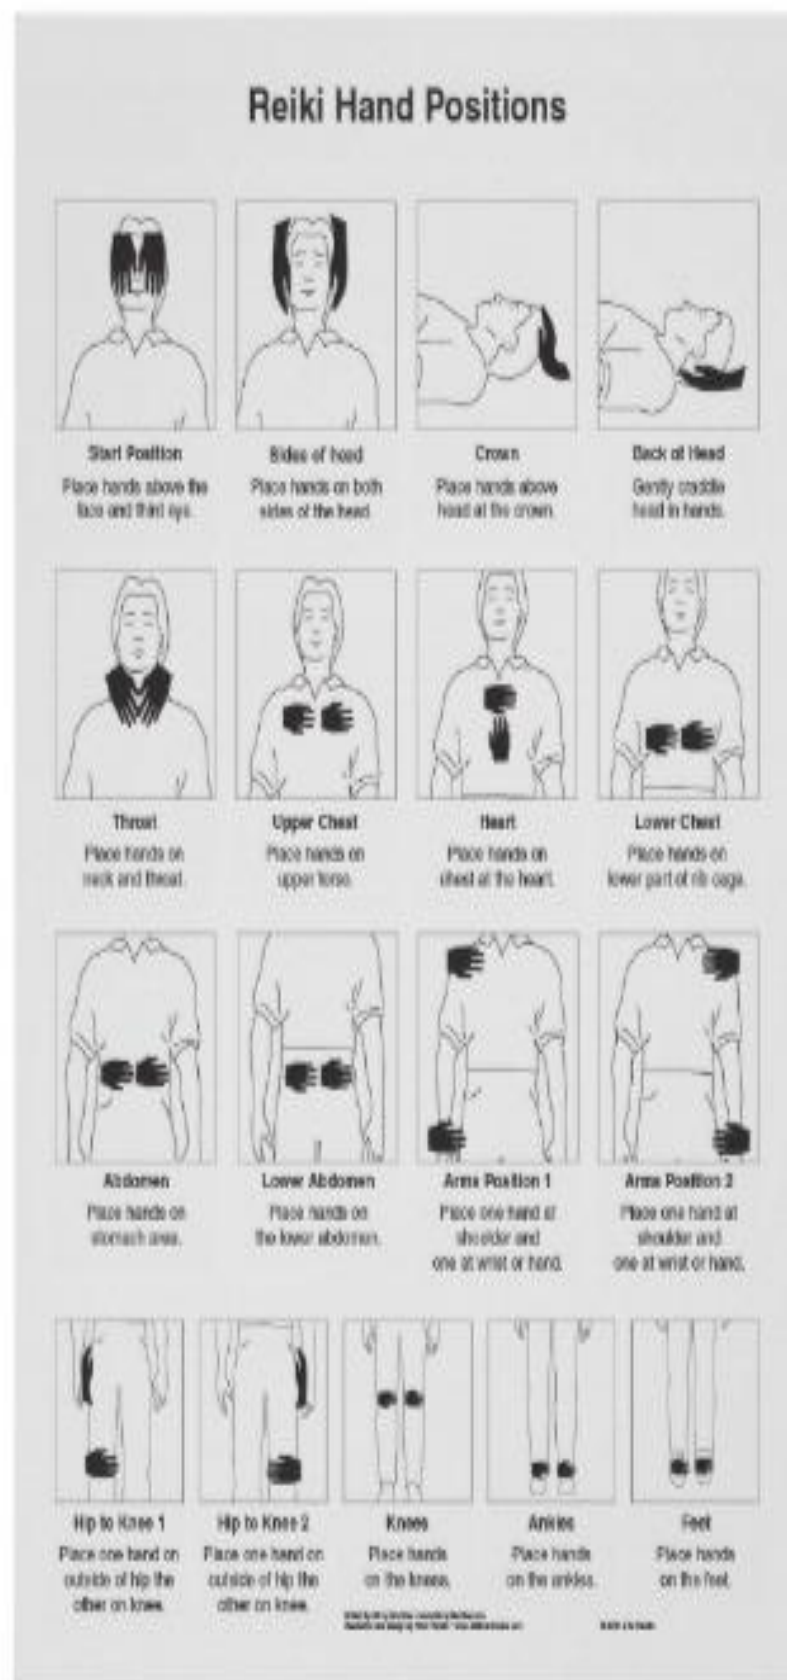 Reiki Hand Positions
Start Position
Place hands above the
face and third eye.
Sides of head
Place hands on both
sides of the head.
Crown
Place hands above
head at the crown.
Back of Head
Gently craddle
head in hands.
Throat
Place hands on
neck and throat.
Upper Chest
Place hands on
upper torso.
Heart
Place hands on
chest at the heart.
Lower Chest
Place hands on
lower part of rib cage.
Abdomen
Place hands on
stomach area.
Lower Abdomen
Place hands on
the lower abdomen.
Arms Position 1
Place one hand at
shoulder and
one at wrist or hand.
Arms Position 2
Place one hand at
shoulder and
one at wrist or hand.
Hip to Knee 1
Place one hand on
outside of hip the
other on knee.
Hip to Knee 2
Place one hand on
outside of hip the
other on knee.
Knees
Place hands
on the knees.
Ankles
Place hands
on the ankles.
Feet
Place hands
on the feet.